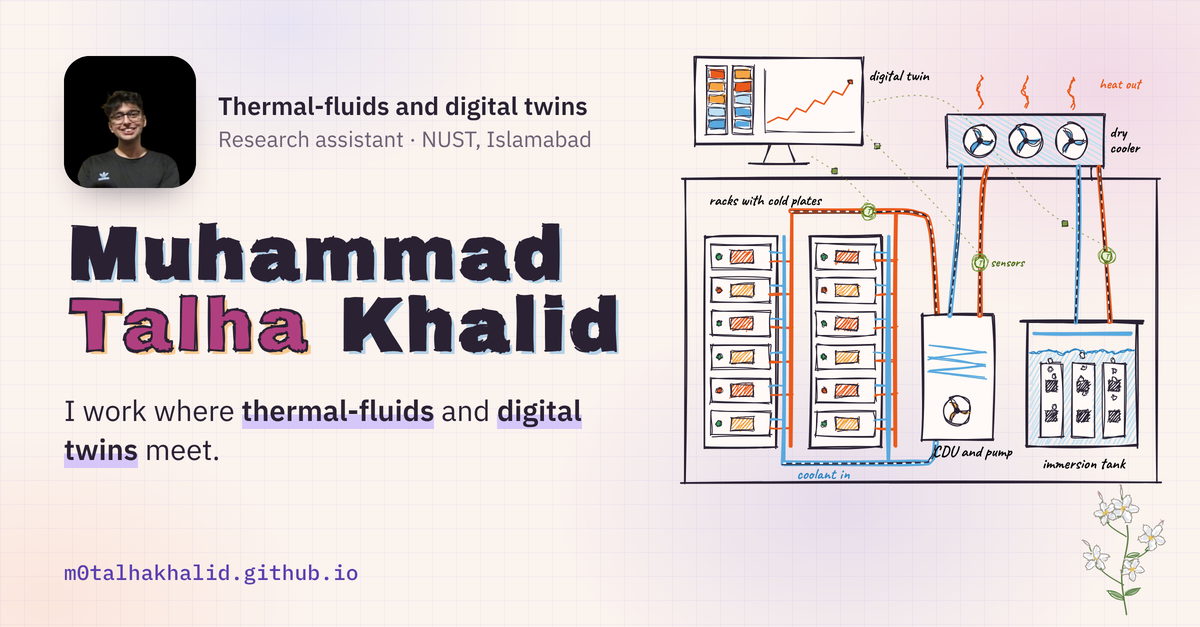 Thermal-fluids and digital twins
Research assistant · NUST, Islamabad
Muhammad
Talha Khalid
I work where thermal-fluids and digital
twins meet.
m0talhakhalid.github.io
digital twin
heat out
dry
cooler
racks with cold plates
T
T
T
sensors
CDU and pump
immersion tank
coolant in